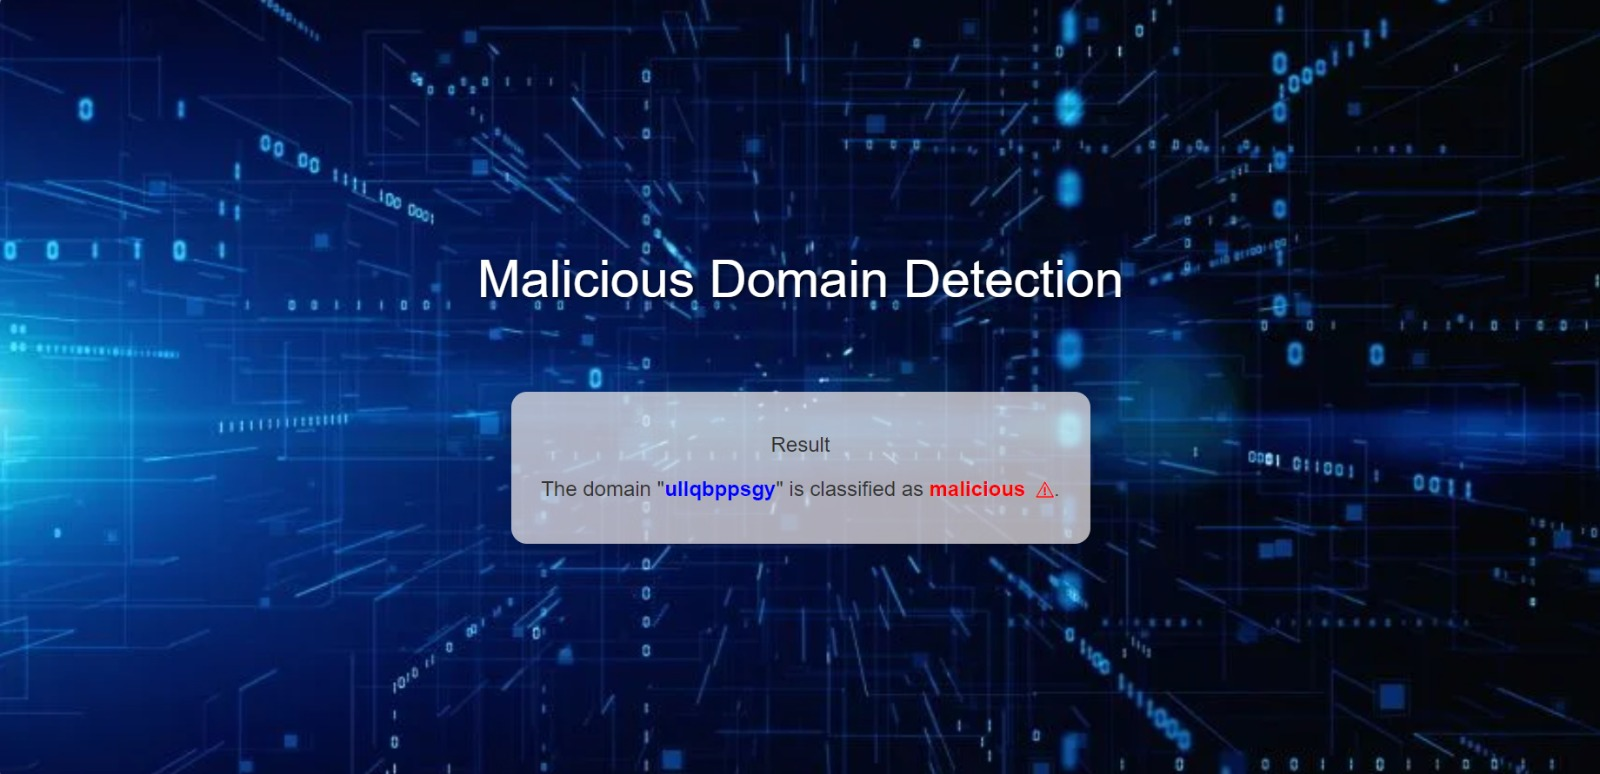 Malicious Domain Detection
Result
The domain "ullqbppsgy" is classified as malicious ⚠.